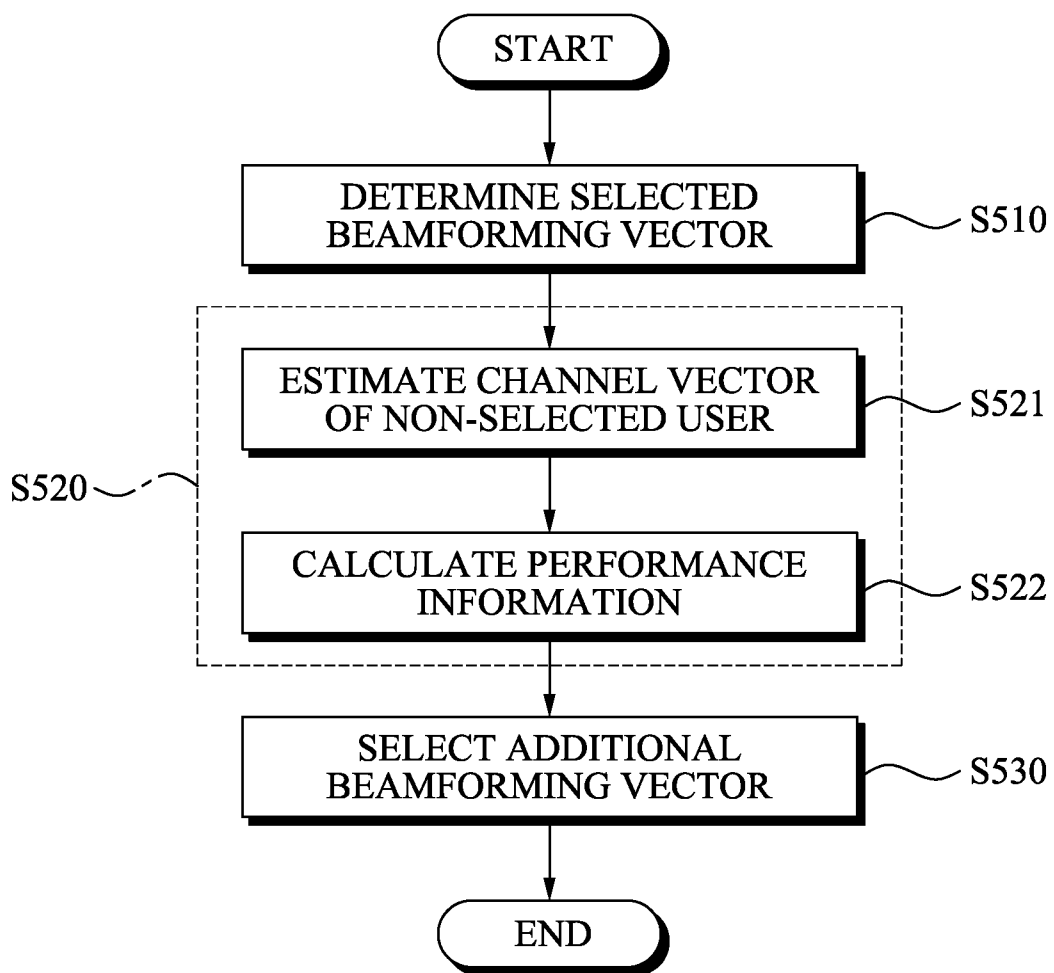 START
DETERMINE SELECTED
BEAMFORMING VECTOR
S510
ESTIMATE CHANNEL VECTOR
OF NON-SELECTED USER
S521
S520
CALCULATE PERFORMANCE
INFORMATION
S522
SELECT ADDITIONAL
BEAMFORMING VECTOR
S530
END